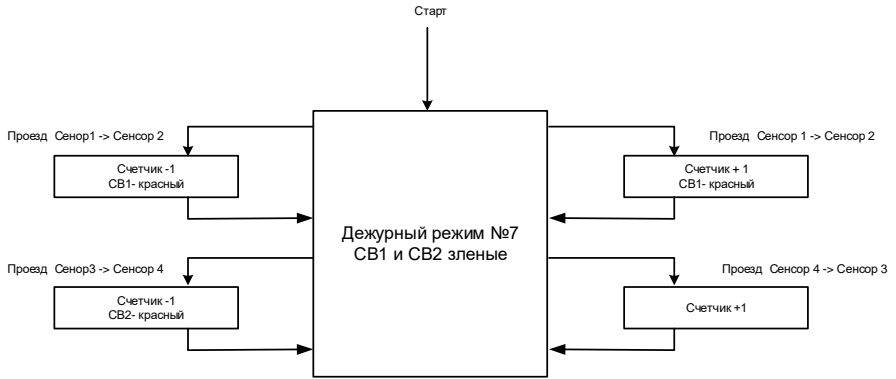 Старт
Проезд Сенор1 -> Сенсор 2
Счетчик -1
СВ1- красный
Проезд Сенсор 1 -> Сенсор 2
Счетчик + 1
СВ1- красный
Дежурный режим №7
СВ1 и СВ2 зленые
Проезд Сенор3 -> Сенсор 4
Счетчик -1
СВ2- красный
Проезд Сенсор 4 -> Сенсор 3
Счетчик +1